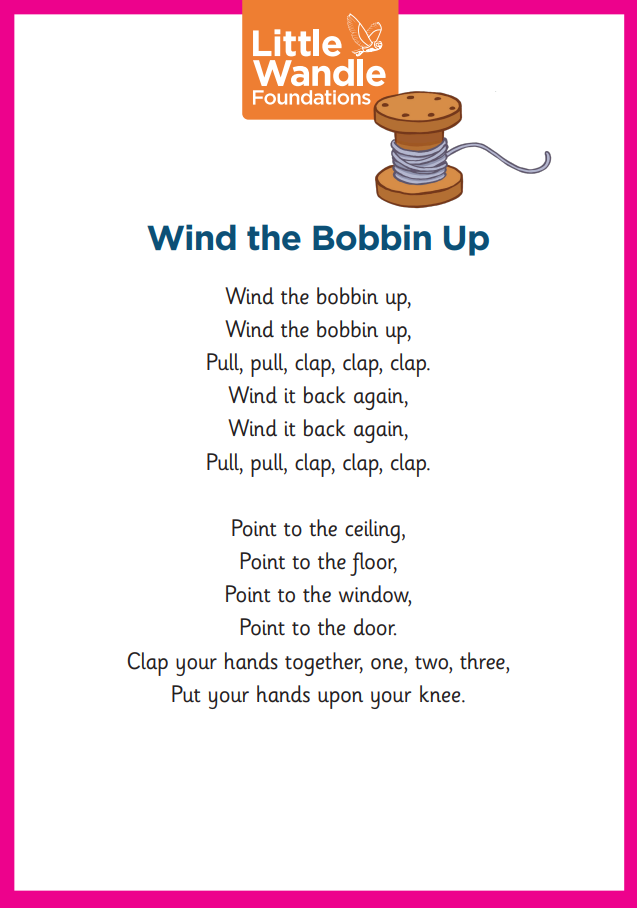 Little
Wandle
Foundations
Wind the Bobbin Up
Wind the bobbin up,
Wind the bobbin up,
Pull, pull, clap, clap, clap.
Wind it back again,
Wind it back again,
Pull, pull, clap, clap, clap.
Point to the ceiling,
Point to the floor,
Point to the window,
Point to the door.
Clap your hands together, one, two, three,
Put your hands upon your knee.